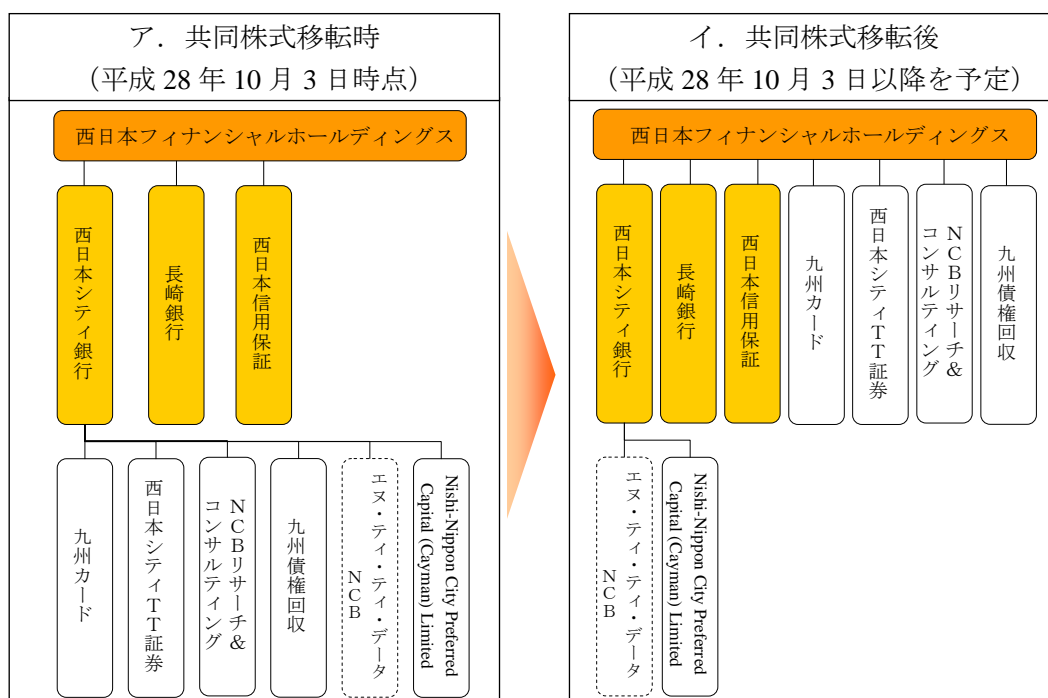 ア．共同株式移転時
（平成 28 年 10 月 3 日時点）
西日本フィナンシャルホールディングス
西日本シティ銀行
長崎銀行
西日本信用保証
九州カード
西日本シティTT証券
NCBリサーチ＆
コンサルティング
九州債権回収
エヌ・ティ・ティ・データ
NCB
Nishi-Nippon City Preferred
Capital (Cayman) Limited
イ．共同株式移転後
（平成 28 年 10 月 3 日以降を予定）
西日本フィナンシャルホールディングス
西日本シティ銀行
長崎銀行
西日本信用保証
九州カード
西日本シティTT証券
NCBリサーチ＆
コンサルティング
九州債権回収
エヌ・ティ・ティ・データ
NCB
Nishi-Nippon City Preferred
Capital (Cayman) Limited